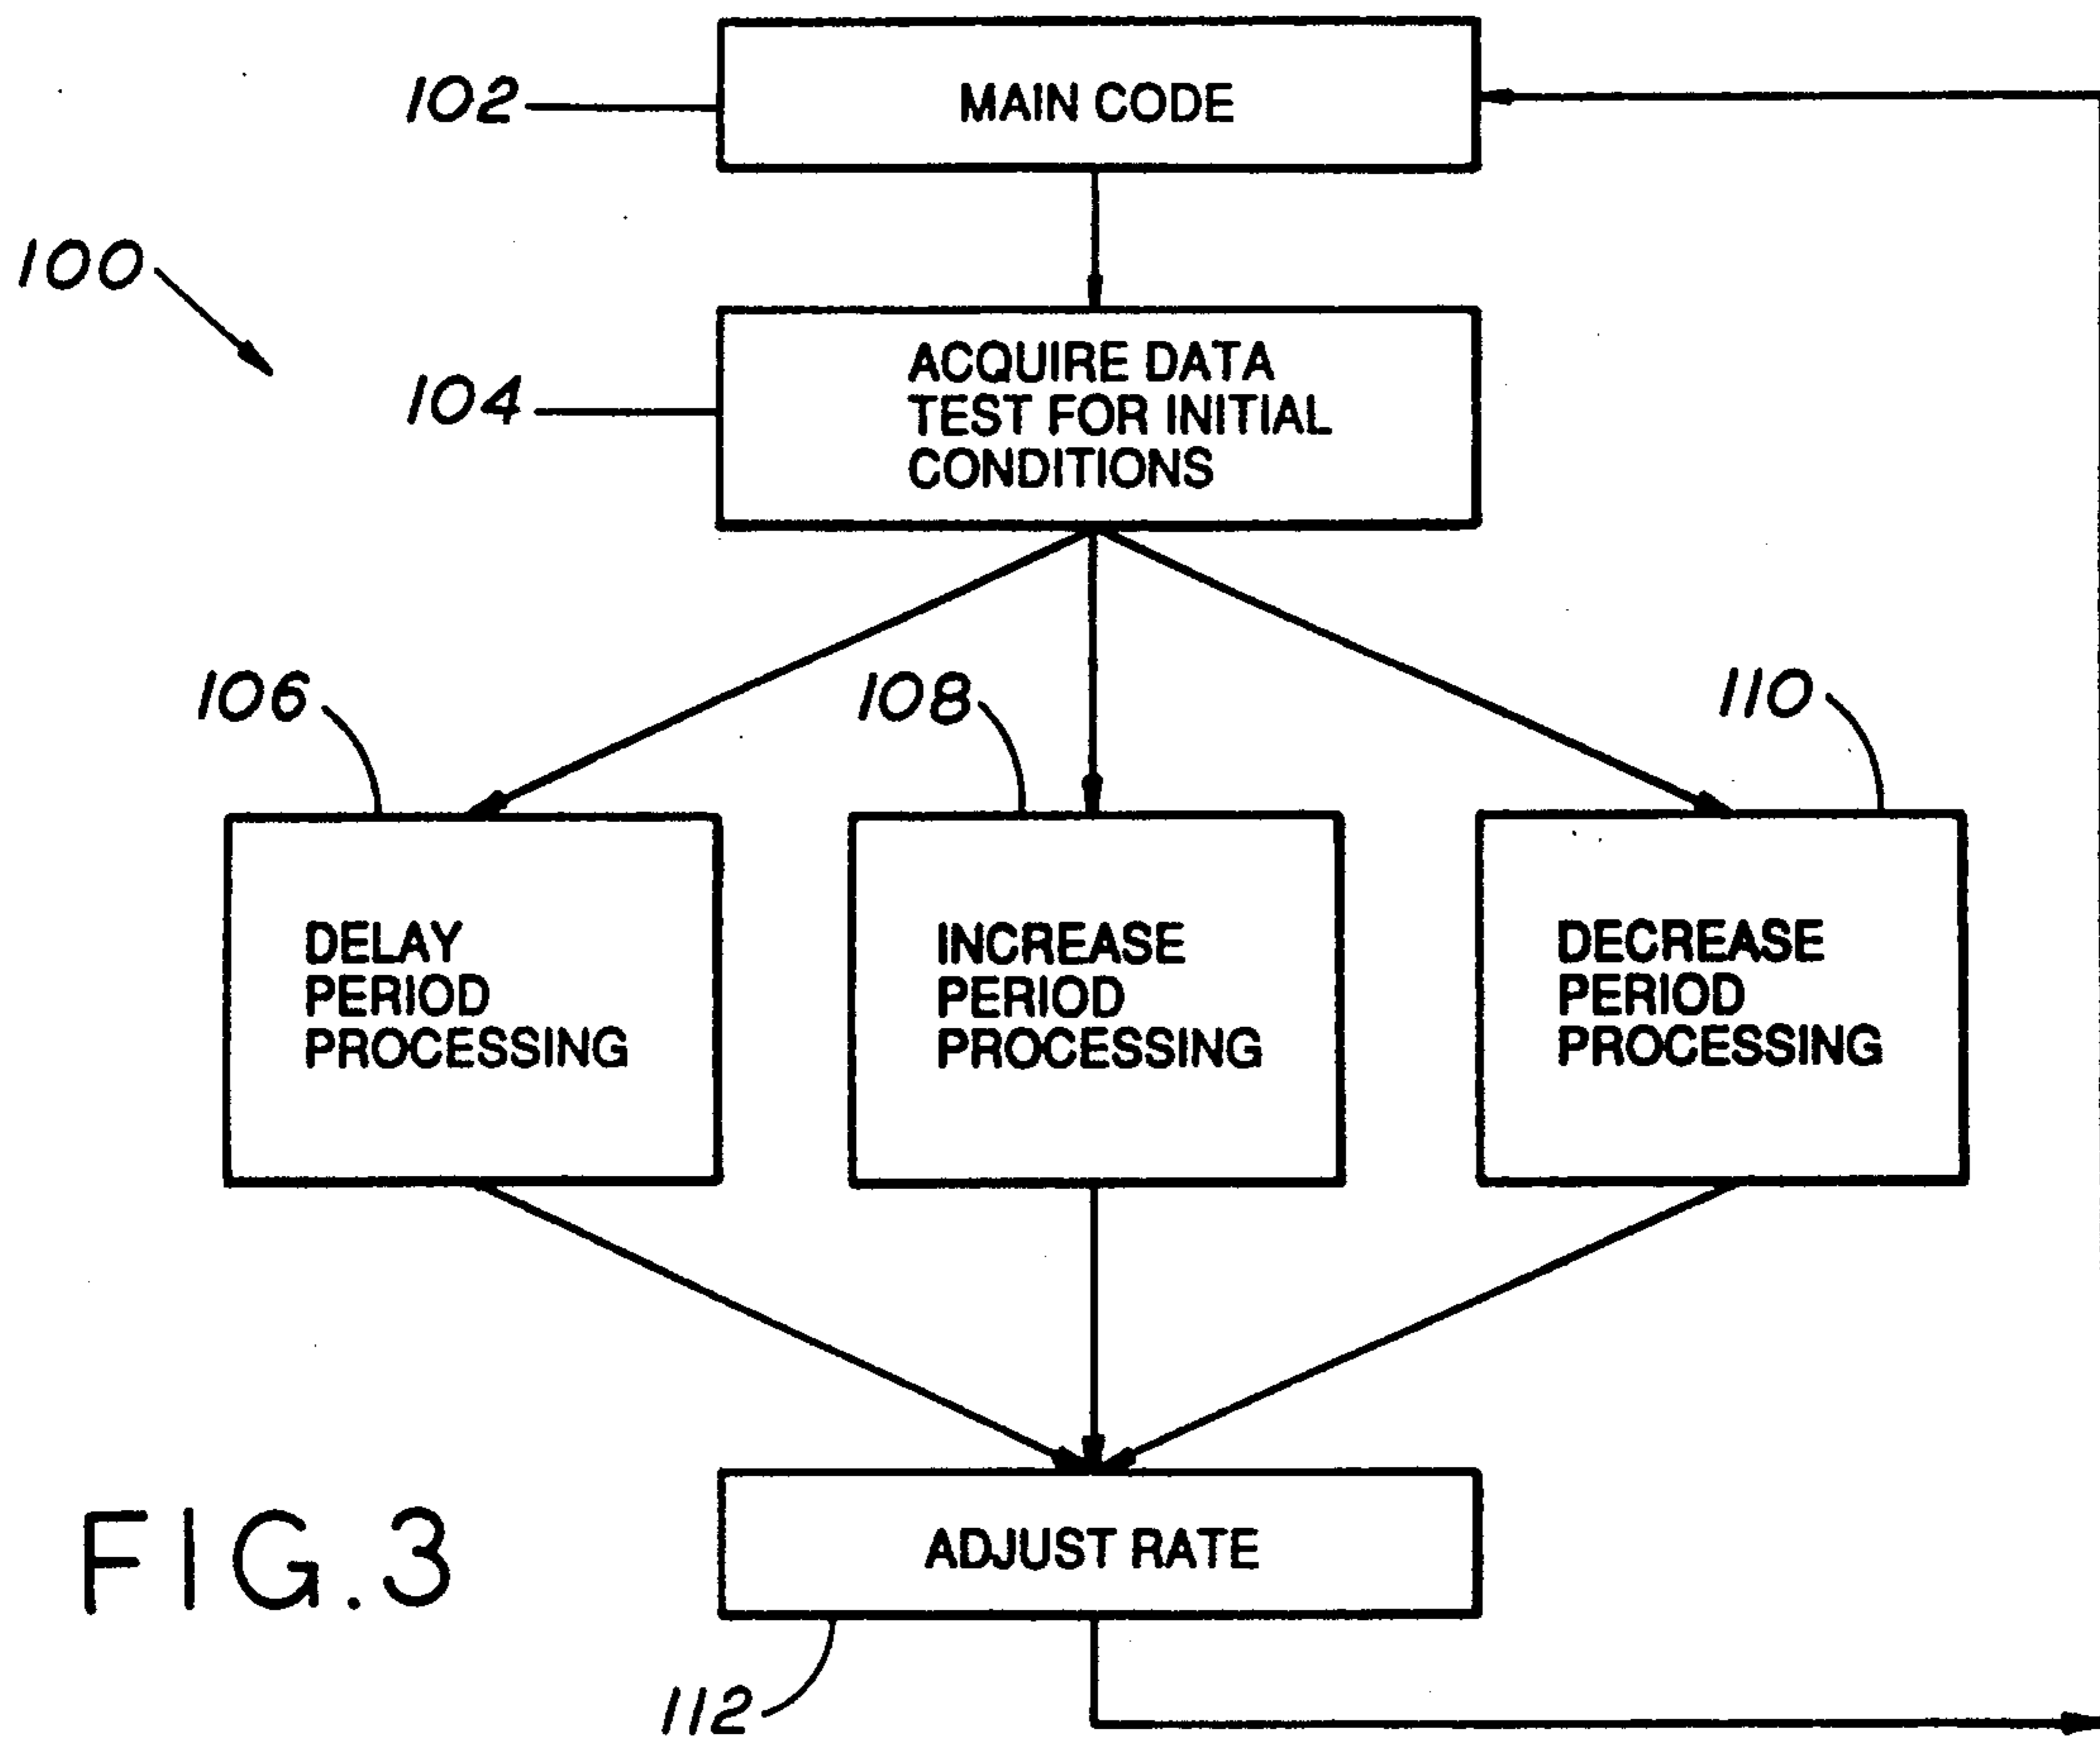 102
MAIN CODE
100
104
ACQUIRE DATA
TEST FOR INITIAL
CONDITIONS
106
108
110
DELAY
PERIOD
PROCESSING
INCREASE
PERIOD
PROCESSING
DECREASE
PERIOD
PROCESSING
ADJUST RATE
FIG.3
112